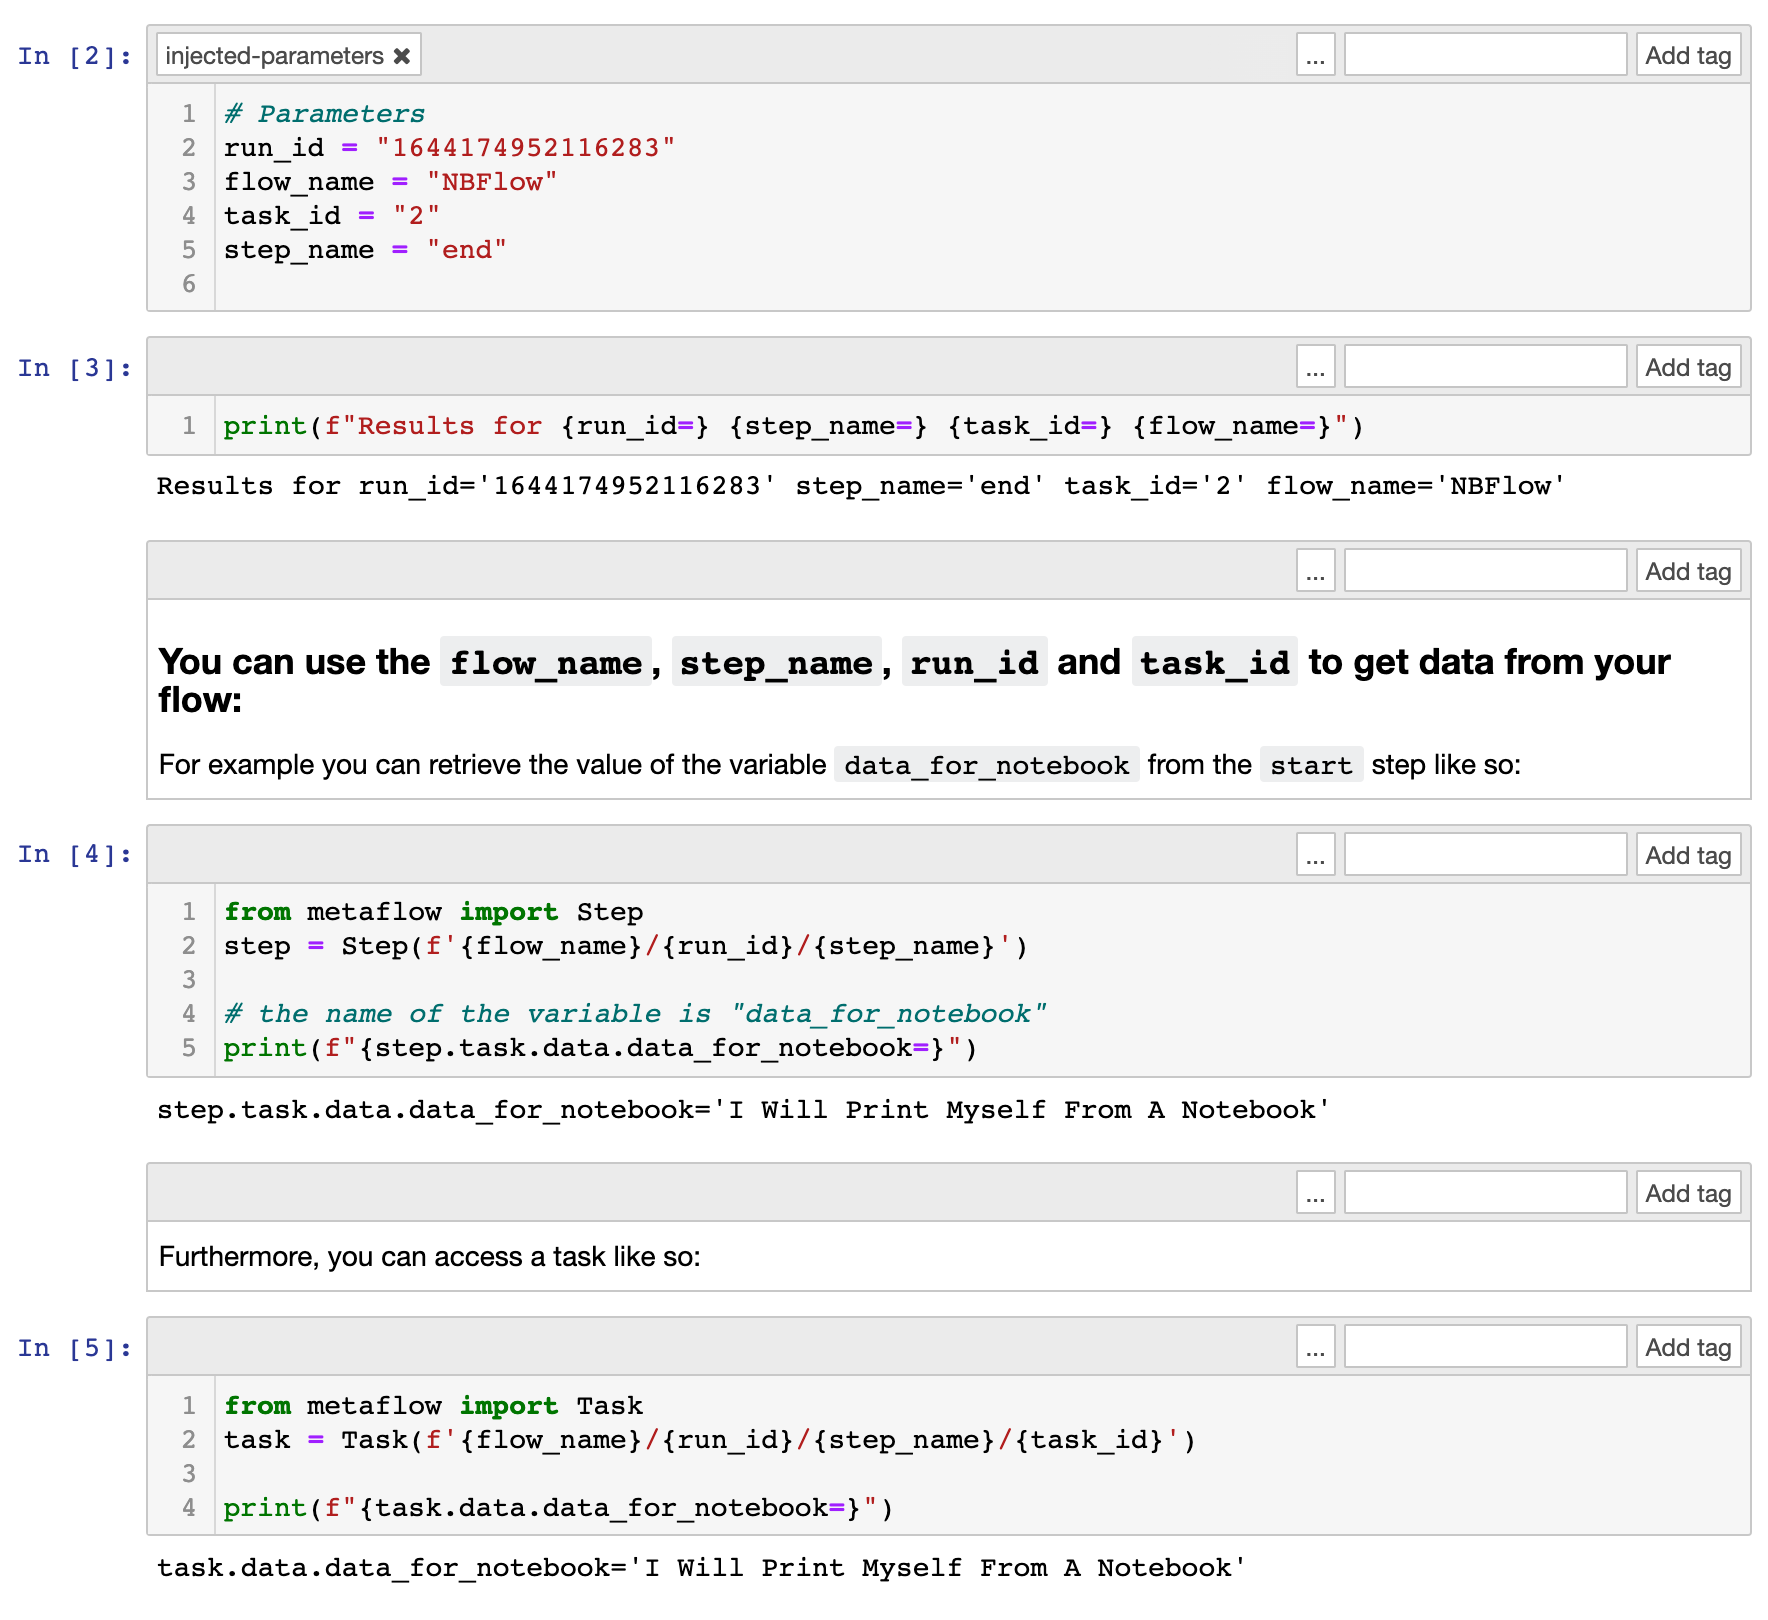 In [2]:
injected-parameters ✖
...
Add tag
1 # Parameters
2 run_id = "1644174952116283"
3 flow_name = "NBFlow"
4 task_id = "2"
5 step_name = "end"
6
In [3]:
...
Add tag
1 print(f"Results for {run_id=} {step_name=} {task_id=} {flow_name=}")
Results for run_id='1644174952116283' step_name='end' task_id='2' flow_name='NBFlow'
...
Add tag
You can use the flow_name, step_name, run_id and task_id to get data from your
flow:
For example you can retrieve the value of the variable data_for_notebook from the start step like so:
In [4]:
...
Add tag
1 from metaflow import Step
2 step = Step(f'{flow_name}/{run_id}/{step_name}')
3
4 # the name of the variable is "data_for_notebook"
5 print(f"{step.task.data.data_for_notebook=}")
step.task.data.data_for_notebook='I Will Print Myself From A Notebook'
...
Add tag
Furthermore, you can access a task like so:
In [5]:
...
Add tag
1 from metaflow import Task
2 task = Task(f'{flow_name}/{run_id}/{step_name}/{task_id}')
3
4 print(f"{task.data.data_for_notebook=}")
task.data.data_for_notebook='I Will Print Myself From A Notebook'